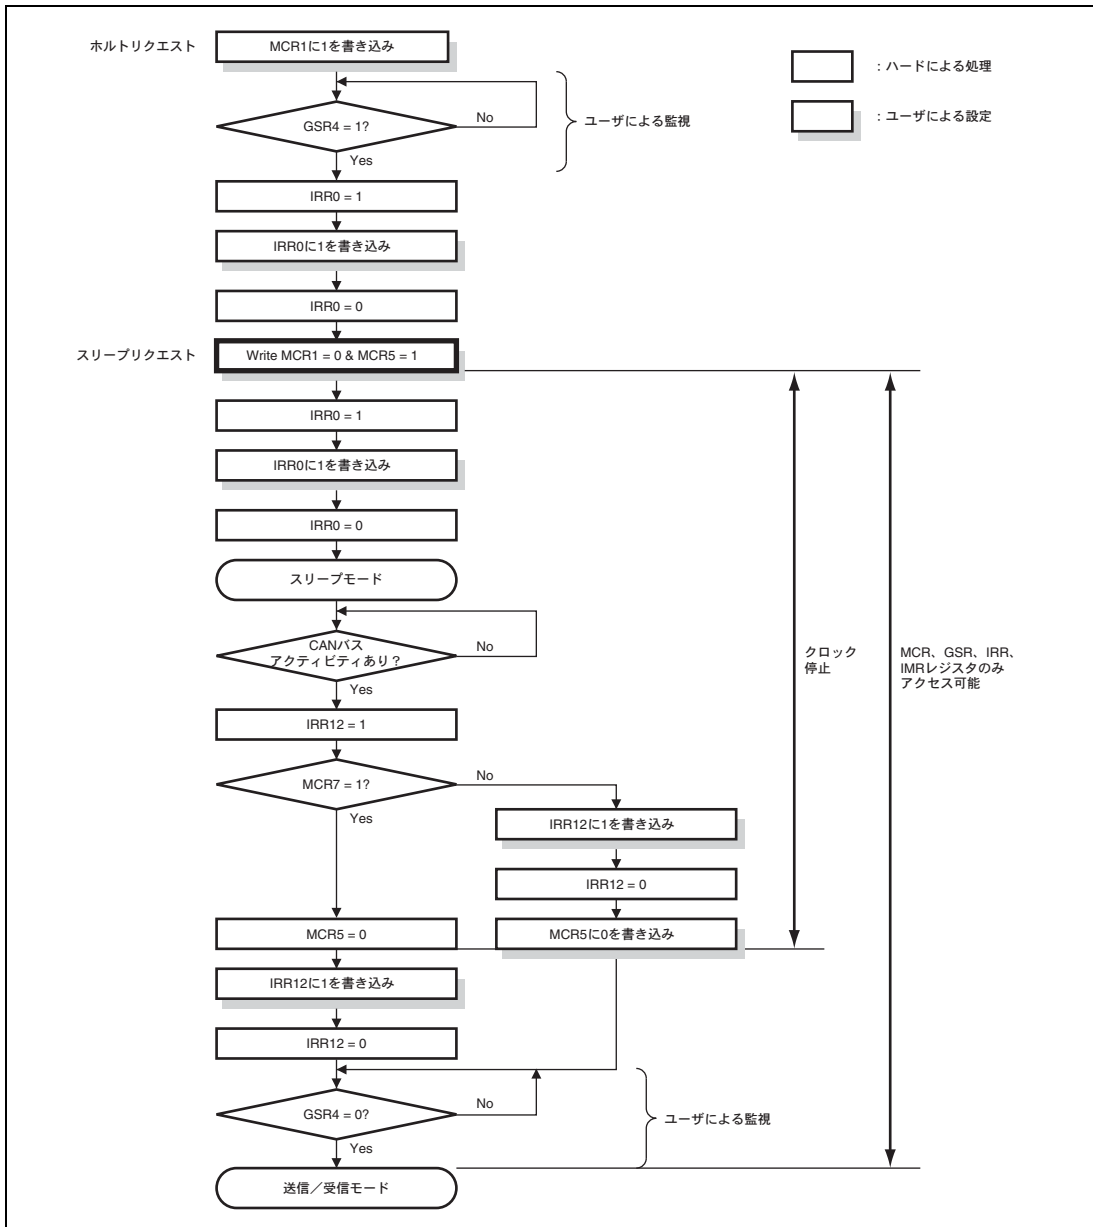 ホルトリクエスト
MCR1に1を書き込み
: ハードによる処理
: ユーザによる設定
GSR4 = 1?
No
ユーザによる監視
Yes
IRR0 = 1
IRR0に1を書き込み
IRR0 = 0
スリープリクエスト
Write MCR1 = 0 & MCR5 = 1
IRR0 = 1
IRR0に1を書き込み
IRR0 = 0
スリープモード
CANバス
アクティビティあり?
No
Yes
クロック
停止
MCR、GSR、IRR、
IMRレジスタのみ
アクセス可能
IRR12 = 1
MCR7 = 1?
No
Yes
IRR12に1を書き込み
IRR12 = 0
MCR5 = 0
MCR5に0を書き込み
IRR12に1を書き込み
IRR12 = 0
GSR4 = 0?
No
ユーザによる監視
Yes
送信/受信モード